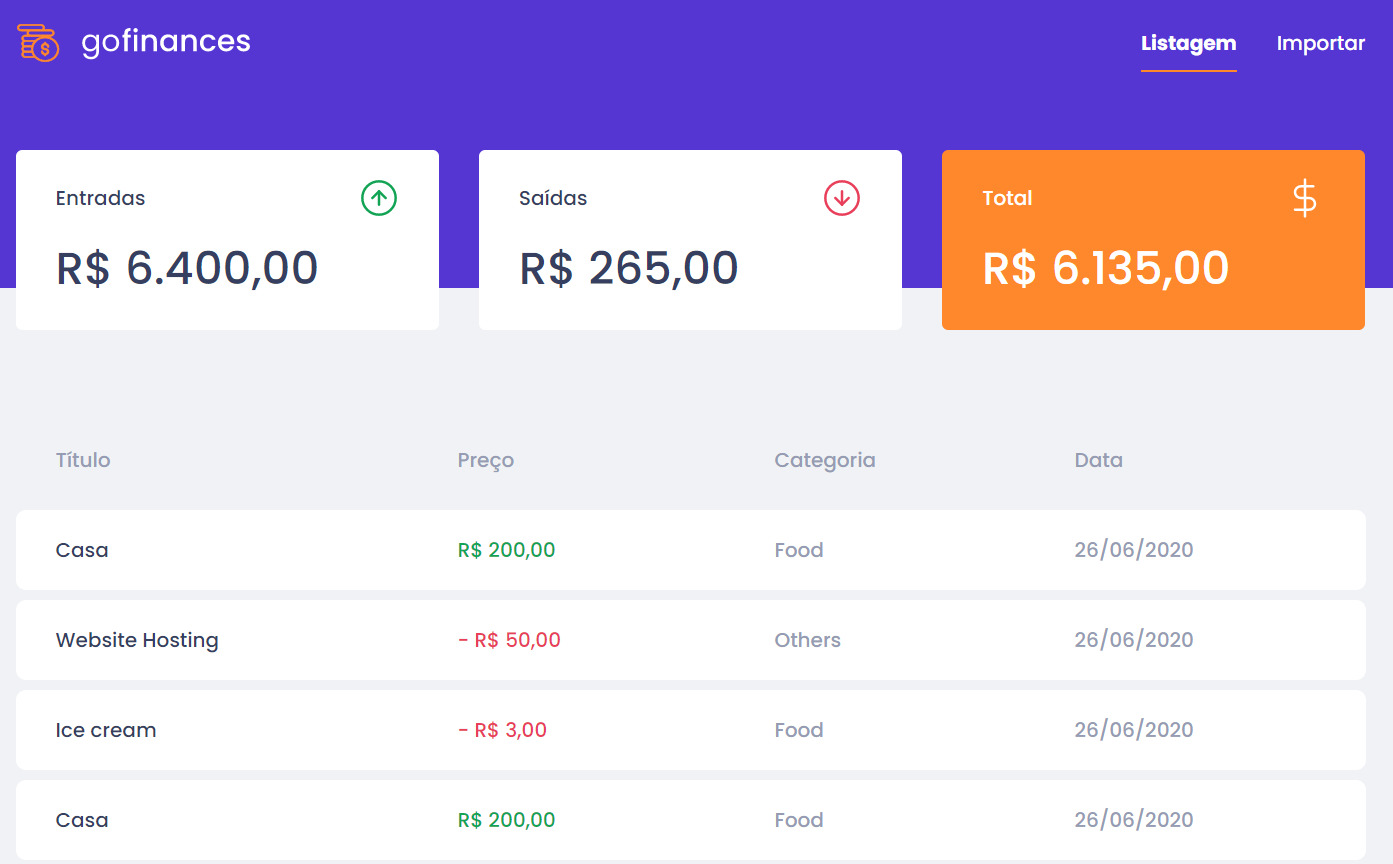 gofinances
Listagem Importar
Entradas Saídas Total $
R$ 6.400,00 R$ 265,00 R$ 6.135,00
Título Preço Categoria Data
Casa R$ 200,00 Food 26/06/2020
Website Hosting - R$ 50,00 Others 26/06/2020
Ice cream - R$ 3,00 Food 26/06/2020
Casa R$ 200,00 Food 26/06/2020